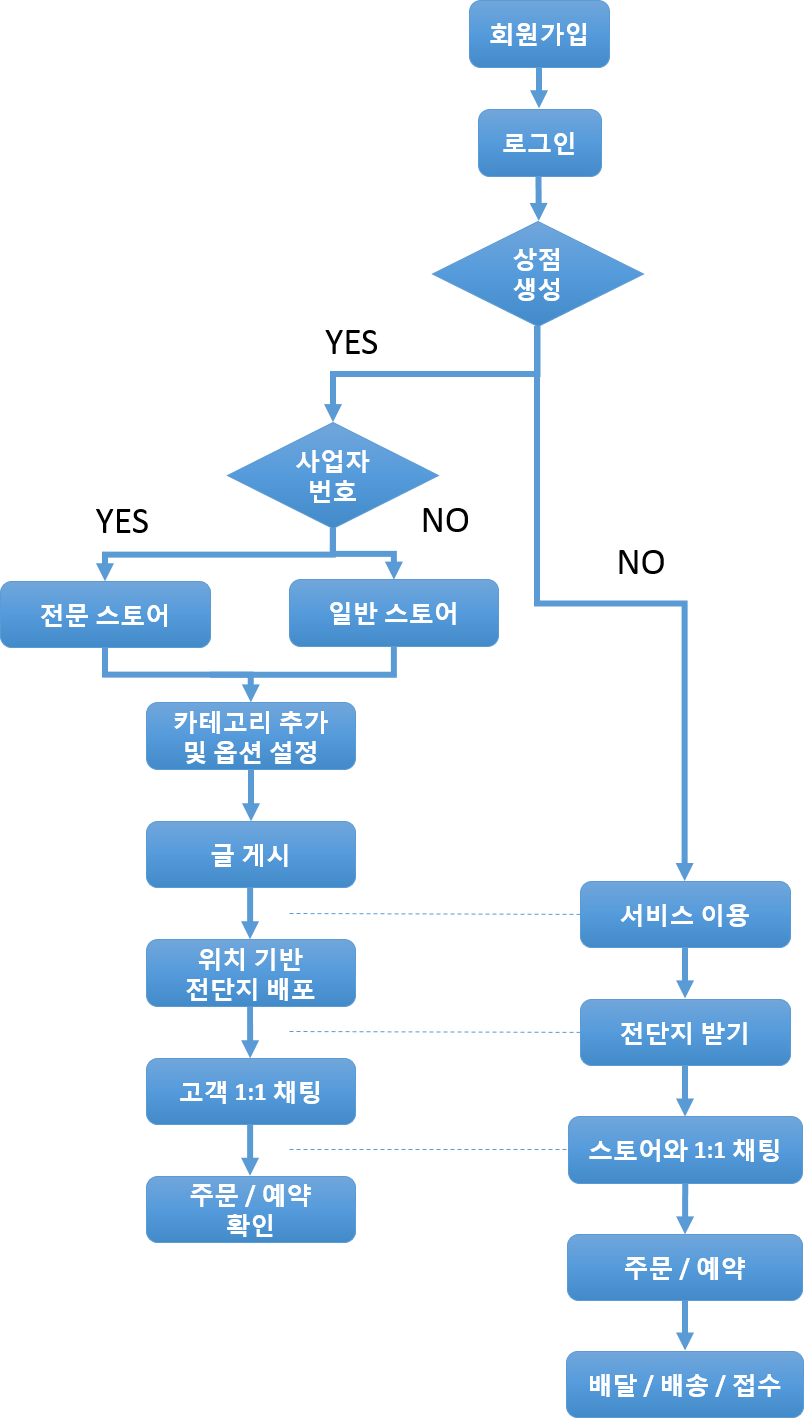 회원가입
로그인
상점
생성
YES
사업자
번호
YES
NO
NO
전문 스토어
일반 스토어
카테고리 추가
및 옵션 설정
글 게시
서비스 이용
위치 기반
전단지 배포
전단지 받기
고객 1:1 채팅
스토어와 1:1 채팅
주문 / 예약
확인
주문 / 예약
배달 / 배송 / 접수